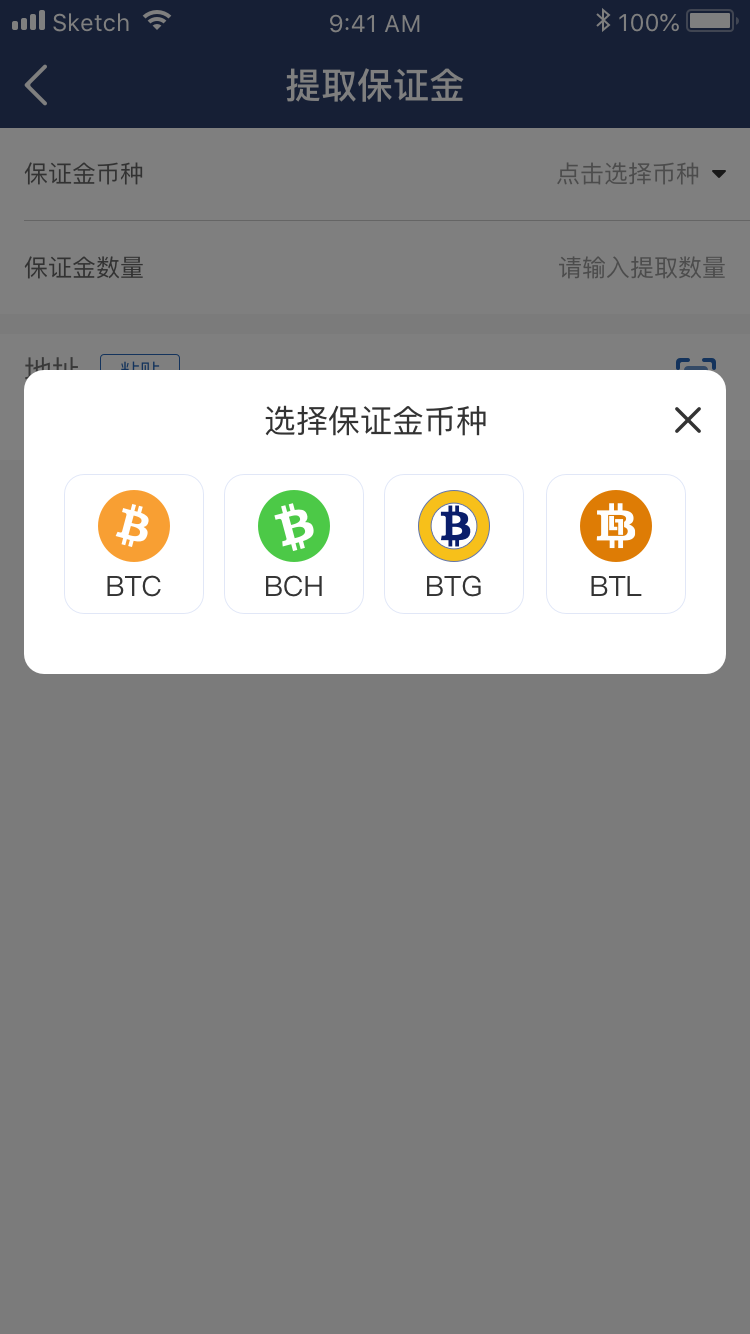 Sketch 9:41 AM 100%
提取保证金
保证金币种 点击选择币种
保证金数量 请输入提取数量
地址 粘贴
选择保证金币种
BTC BCH BTG BTL